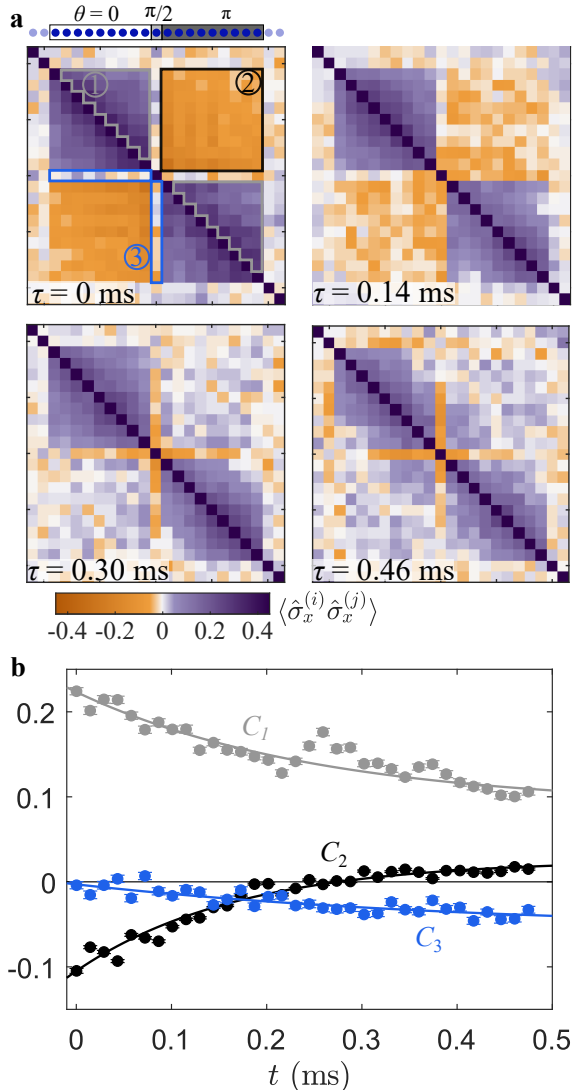 a
θ = 0 π/2 π
1 2
3
τ = 0 ms τ = 0.14 ms
τ = 0.30 ms τ = 0.46 ms
-0.4 -0.2 0 0.2 0.4 ⟨σ̂ₓ⁽ⁱ⁾σ̂ₓ⁽ʲ⁾⟩
b
0.2
C₁
0.1
C₂
0
C₃
-0.1
0 0.1 0.2 0.3 0.4 0.5
t (ms)